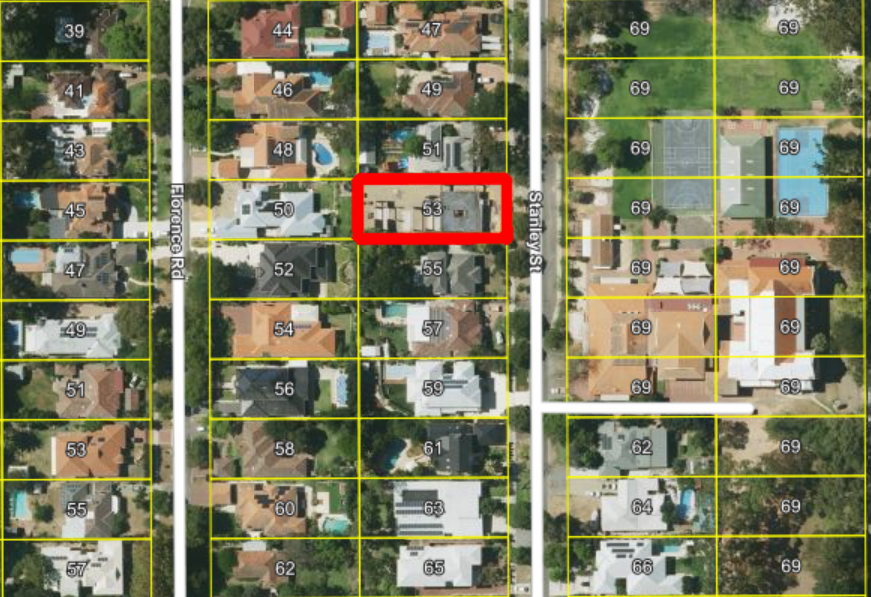 39 44 47 69 69
41 46 49 69 69
43 48 51 69 69
45 50 53 69 69
Florence Rd
Stanley St
47 52 55 69 69
49 54 57 69 69
51 56 59 69 69
53 58 61 62 69
55 60 63 64 69
57 62 65 66 69